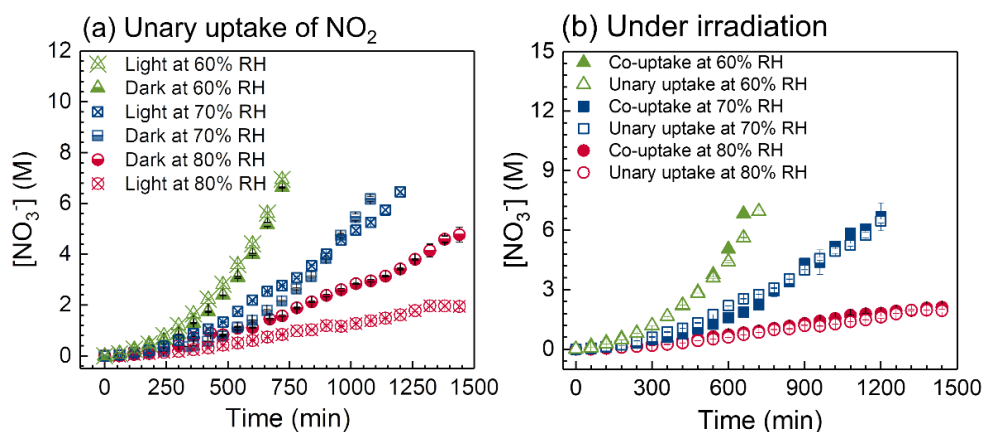 (a) Unary uptake of NO₂
[NO₃⁻] (M)
12
10
8
6
4
2
0
Light at 60% RH
Dark at 60% RH
Light at 70% RH
Dark at 70% RH
Dark at 80% RH
Light at 80% RH
0 250 500 750 1000 1250 1500
Time (min)
(b) Under irradiation
[NO₃⁻] (M)
15
12
9
6
3
0
Co-uptake at 60% RH
Unary uptake at 60% RH
Co-uptake at 70% RH
Unary uptake at 70% RH
Co-uptake at 80% RH
Unary uptake at 80% RH
0 300 600 900 1200 1500
Time (min)